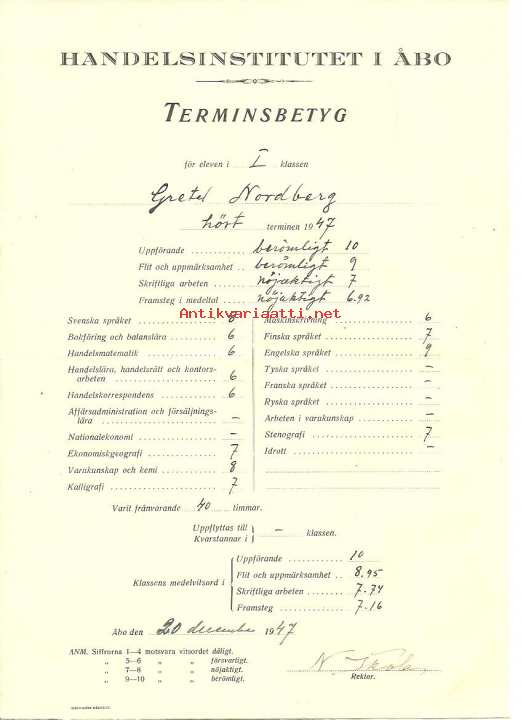 HANDELSINSTITUTET I ÅBO
TERMINSBETYG
för eleven i I klassen
Gretel Nordberg
höst terminen 1947
Uppförande berömligt 10
Flit och uppmärksamhet berömligt 9
Skriftliga arbeten nöjaktigt 7
Framsteg i medeltal nöjaktigt 6.92
Antikvariaatti.net
Svenska språket 6
Bokföring och balanslära 6
Handelsmatematik 6
Handelslära, handelsrätt och kontors-
arbeten 6
Handelskorrespondens 6
Affärsadministration och försäljnings-
lära –
Nationalekonomi –
Ekonomiskgeografi 7
Varukunskap och kemi 8
Kalligrafi 7
Maskinskrivning 6
Finska språket 7
Engelska språket 9
Tyska språket –
Franska språket –
Ryska språket –
Arbeten i varukunskap –
Stenografi 7
Idrott –
Varit frånvarande 40 timmar.
Uppflyttas till
Kvarstannar i } – klassen.
Klassens medelvitsord i {
Uppförande 10
Flit och uppmärksamhet 8.95
Skriftliga arbeten 7.74
Framsteg 7.16
Åbo den 20 december 1947
ANM. Siffrorna 1–4 motsvara vitsordet dåligt.
„ 5–6 „ „ försvarligt.
„ 7–8 „ „ nöjaktigt.
„ 9–10 „ „ berömligt.
Rektor.